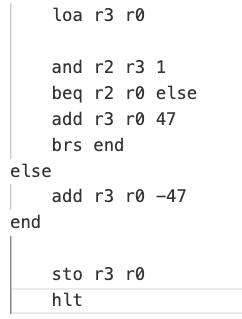 loa r3 r0
and r2 r3 1
beq r2 r0 else
add r3 r0 47
brs end
else
add r3 r0 -47
end
sto r3 r0
hlt